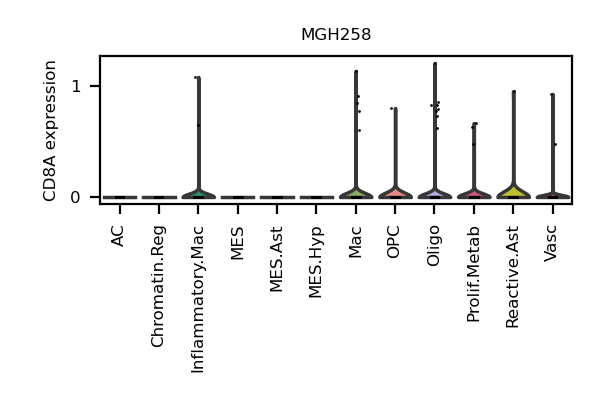 MGH258
CD8A expression
1
0
AC
Chromatin.Reg
Inflammatory.Mac
MES
MES.Ast
MES.Hyp
Mac
OPC
Oligo
Prolif.Metab
Reactive.Ast
Vasc